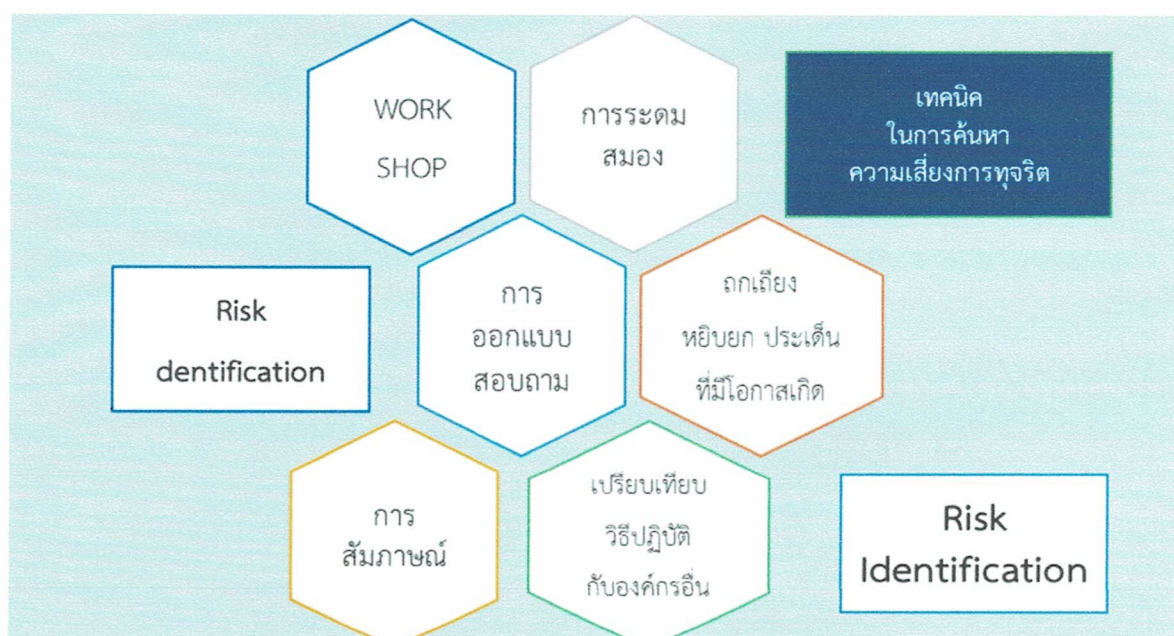 WORK
SHOP
การระดม
สมอง
เทคนิค
ในการค้นหา
ความเสี่ยงการทุจริต
Risk
dentification
การ
ออกแบบ
สอบถาม
ถกเถียง
หยิบยก ประเด็น
ที่มีโอกาสเกิด
การ
สัมภาษณ์
เปรียบเทียบ
วิธีปฏิบัติ
กับองค์กรอื่น
Risk
Identification